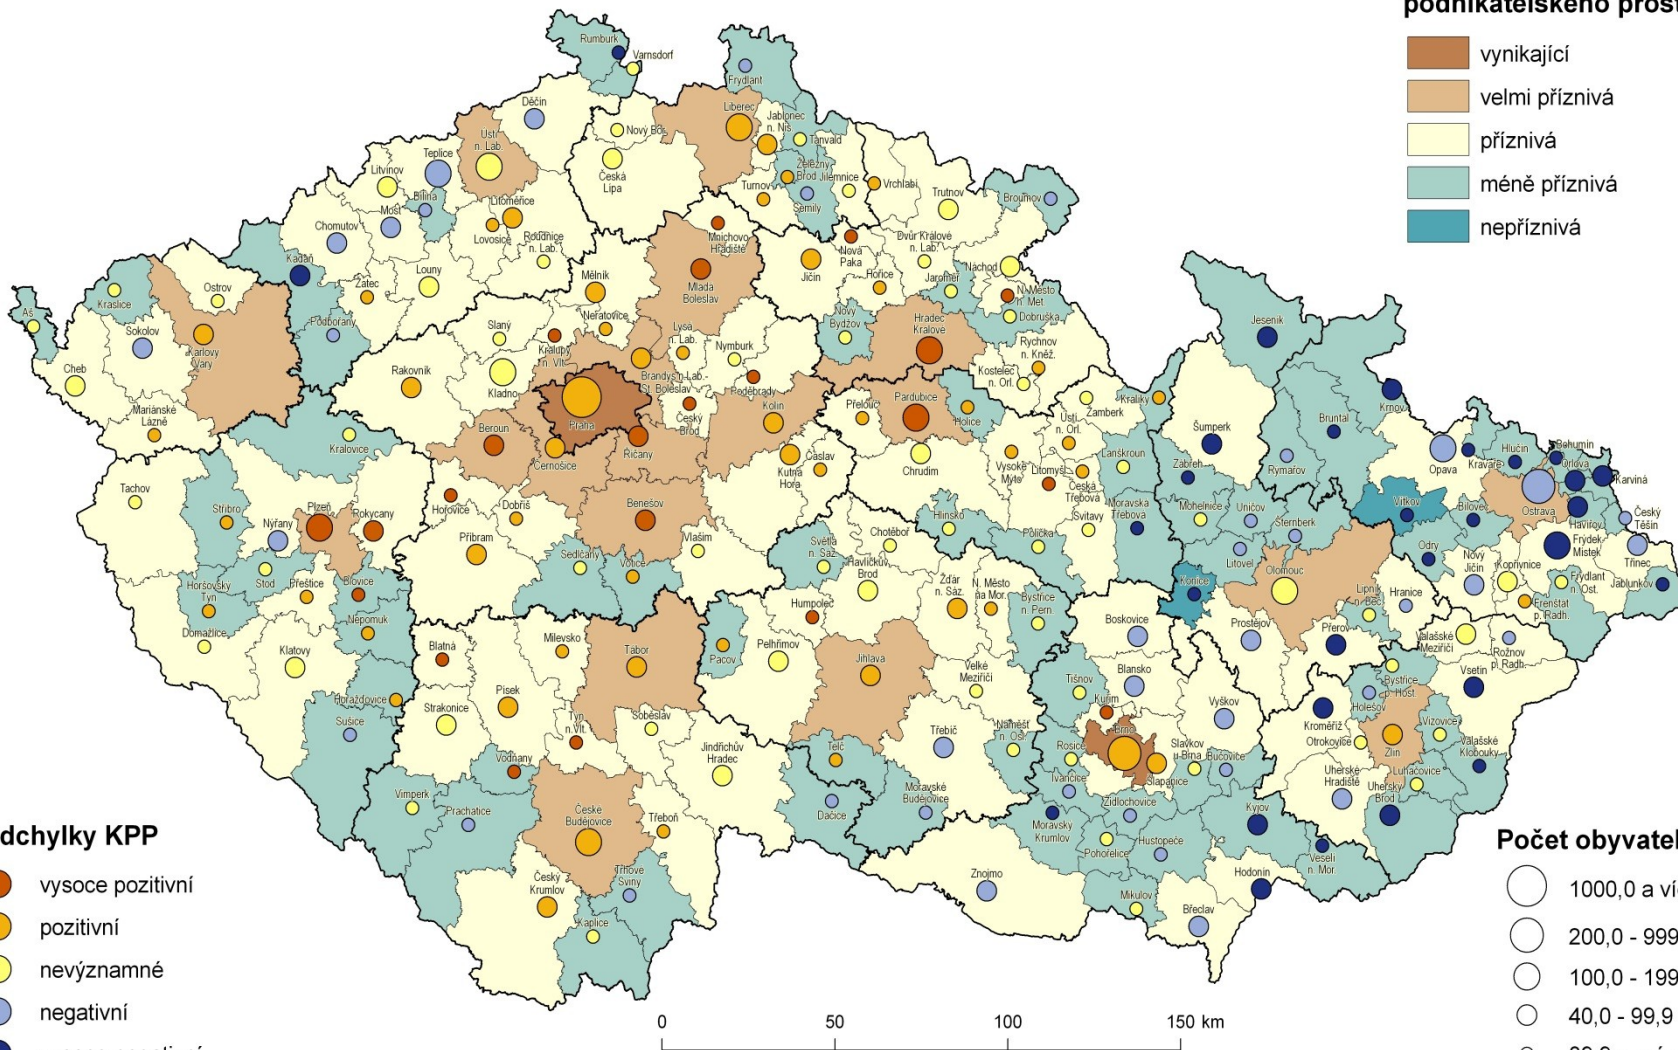 podnikatelského prost
vynikající
velmi příznivá
příznivá
méně příznivá
nepříznivá
Rumburk
Varnsdorf
Frýdlant
Děčín
Liberec
Jablonec
n. Nis.
Nový Bor
Tanvald
Ústí
n. Lab.
Teplice
Litvínov
Česká
Lípa
Železný
Brod
Jilemnice
Turnov
Semily
Vrchlabí
Trutnov
Broumov
Bílina
Most
Litoměřice
Lovosice
Roudnice
n. Lab.
Chomutov
Kadaň
Žatec
Louny
Podbořany
Mnichovo
Hradiště
Mladá
Boleslav
Nová
Paka
Jičín
Hořice
Dvůr Králové
n. Lab.
Jaroměř
Náchod
N. Město
n. Met.
Dobruška
Nový
Bydžov
Hradec
Králové
Rychnov
n. Kněž.
Kostelec
n. Orl.
Kraslice
Ostrov
Aš
Sokolov
Karlovy
Vary
Cheb
Mariánské
Lázně
Mělník
Neratovice
Slaný
Kralupy
n. Vlt.
Kladno
Rakovník
Lysá
n. Lab.
Nymburk
Brandýs n. Lab.-
St. Boleslav
Poděbrady
Český
Brod
Kolín
Praha
Beroun
Černošice
Říčany
Kutná
Hora
Čáslav
Přelouč
Pardubice
Holice
Chrudim
Vysoké
Mýto
Litomyšl
Ústí
n. Orl.
Česká
Třebová
Žamberk
Králíky
Lanškroun
Svitavy
Moravská
Třebová
Hlinsko
Polička
Jeseník
Šumperk
Zábřeh
Mohelnice
Bruntál
Rýmařov
Krnov
Uničov
Šternberk
Litovel
Olomouc
Konice
Prostějov
Přerov
Lipník
n. Beč.
Hranice
Opava
Kravaře
Hlučín
Bohumín
Orlová
Karviná
Ostrava
Havířov
Český
Těšín
Třinec
Jablunkov
Vítkov
Bílovec
Odry
Nový
Jičín
Kopřivnice
Frýdek-
Místek
Frýdlant
n. Ost.
Frenštát
p. Radh.
Valašské
Meziříčí
Rožnov
p. Radh.
Vsetín
Bystřice
p. Host.
Holešov
Kroměříž
Otrokovice
Zlín
Vizovice
Valašské
Klobouky
Luhačovice
Uherské
Hradiště
Uherský
Brod
Kralovice
Tachov
Stříbro
Nýřany
Plzeň
Rokycany
Stod
Přeštice
Blovice
Horšovský
Týn
Domažlice
Nepomuk
Klatovy
Horažďovice
Sušice
Hořovice
Dobříš
Příbram
Benešov
Vlašim
Sedlčany
Votice
Blatná
Milevsko
Tábor
Písek
Strakonice
Týn
n.Vlt.
Soběslav
Jindřichův
Hradec
Vodňany
Vimperk
Prachatice
České
Budějovice
Třeboň
Český
Krumlov
Trhové
Sviny
Kaplice
Světlá
n. Sáz.
Chotěboř
Havlíčkův
Brod
Žďár
n. Sáz.
N. Město
na Mor.
Bystřice
n. Pern.
Humpolec
Pacov
Pelhřimov
Jihlava
Velké
Meziříčí
Třebíč
Náměšť
n. Osl.
Telč
Dačice
Moravské
Budějovice
Boskovice
Blansko
Tišnov
Kuřim
Brno
Vyškov
Rosice
Ivančice
Slavkov
u Brna
Bučovice
Šlapanice
Židlochovice
Moravský
Krumlov
Pohořelice
Hustopeče
Kyjov
Veselí
n. Mor.
Hodonín
Znojmo
Mikulov
Břeclav
dchylky KPP
vysoce pozitivní
pozitivní
nevýznamné
negativní
Počet obyvatel
1000,0 a ví
200,0 - 999
100,0 - 199
40,0 - 99,9
0 50 100 150 km